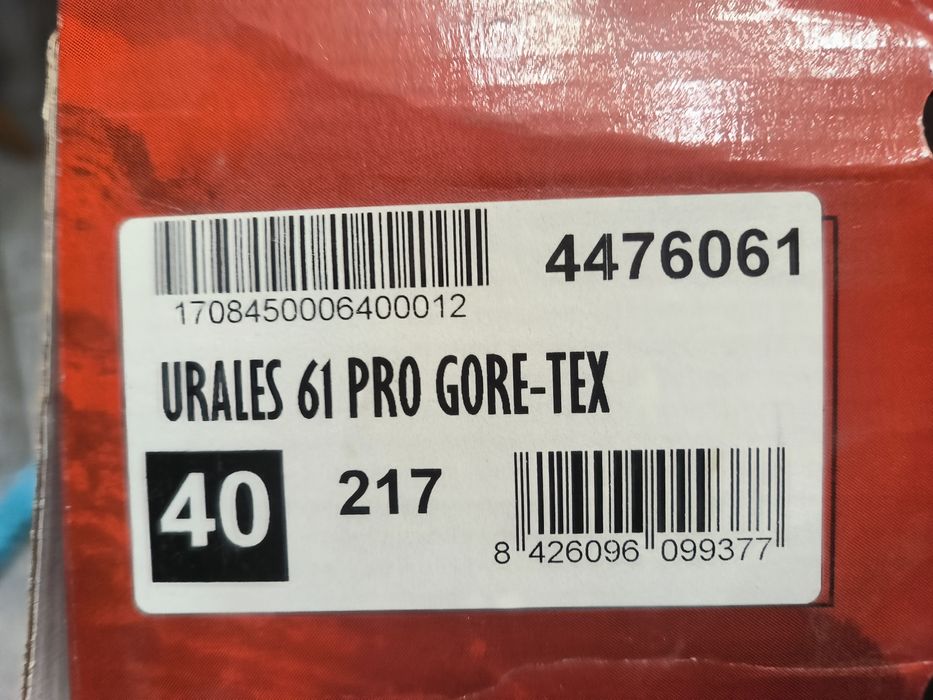 4476061
1708450006400012
URALES 61 PRO GORE-TEX
40
217
8 426096 099377